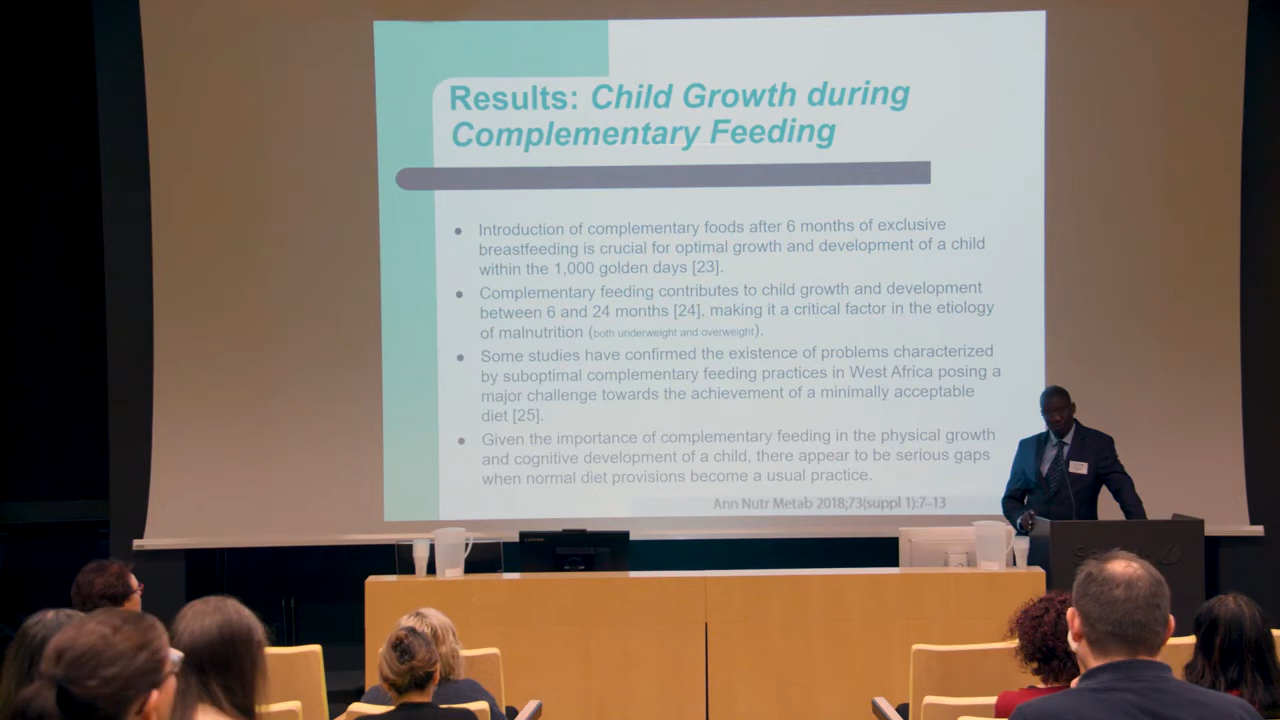 Results: Child Growth during
Complementary Feeding
• Introduction of complementary foods after 6 months of exclusive
breastfeeding is crucial for optimal growth and development of a child
within the 1,000 golden days [23].
• Complementary feeding contributes to child growth and development
between 6 and 24 months [24], making it a critical factor in the etiology
of malnutrition (both underweight and overweight).
• Some studies have confirmed the existence of problems characterized
by suboptimal complementary feeding practices in West Africa posing a
major challenge towards the achievement of a minimally acceptable
diet [25].
• Given the importance of complementary feeding in the physical growth
and cognitive development of a child, there appear to be serious gaps
when normal diet provisions become a usual practice.
Ann Nutr Metab 2018;73(suppl 1):7–13
Lenovo